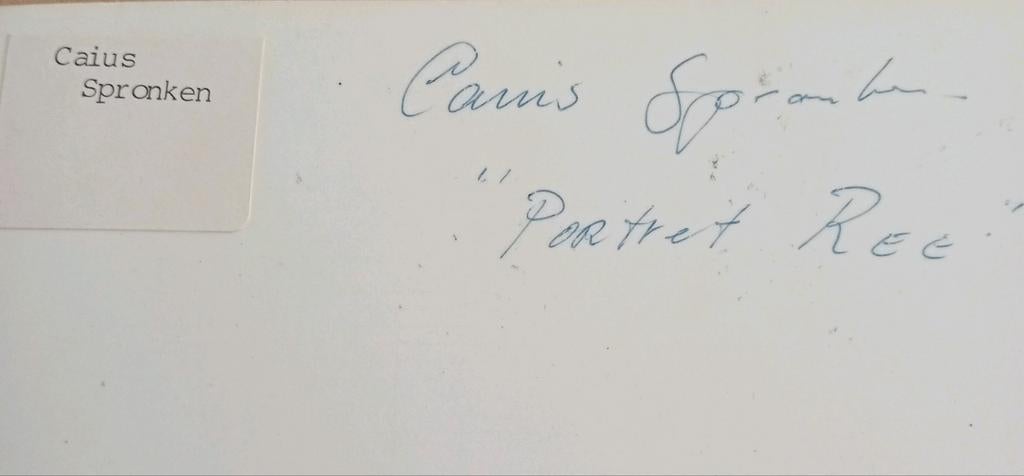 Caius
Spronken
Caius Spronken
"Portret REE"